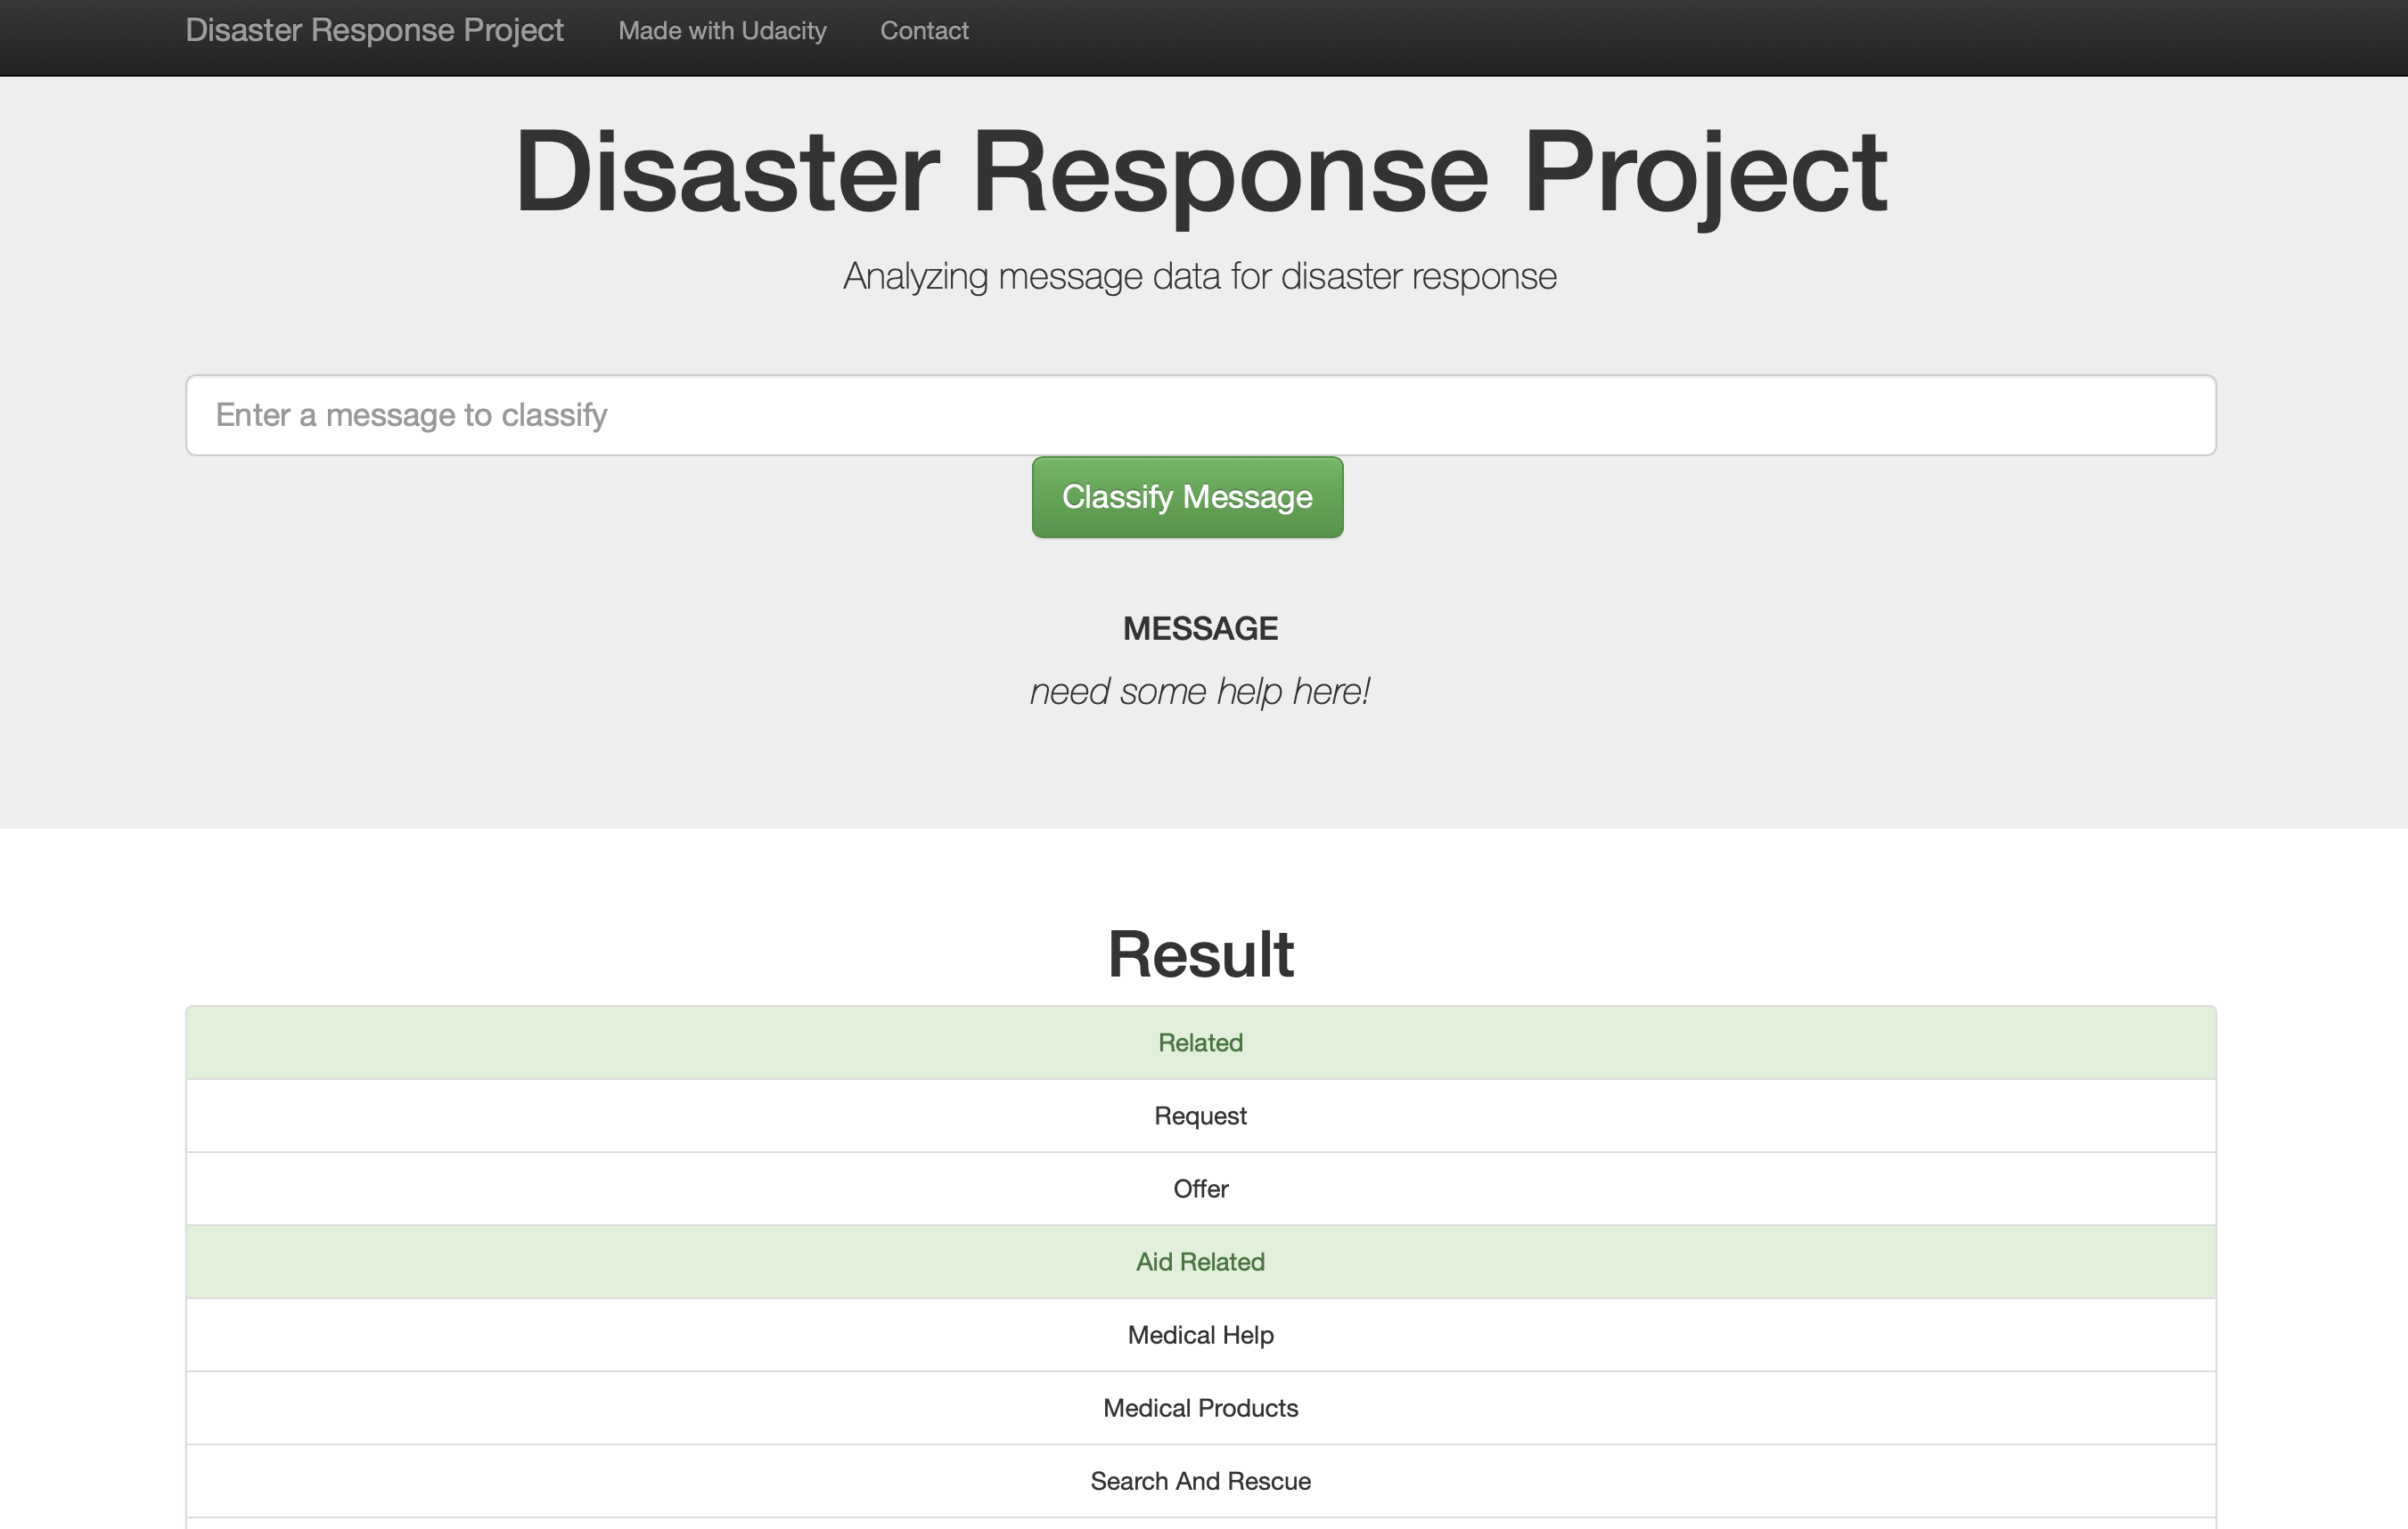 Disaster Response Project Made with Udacity Contact
Disaster Response Project
Analyzing message data for disaster response
Enter a message to classify
Classify Message
MESSAGE
need some help here!
Result
Related
Request
Offer
Aid Related
Medical Help
Medical Products
Search And Rescue